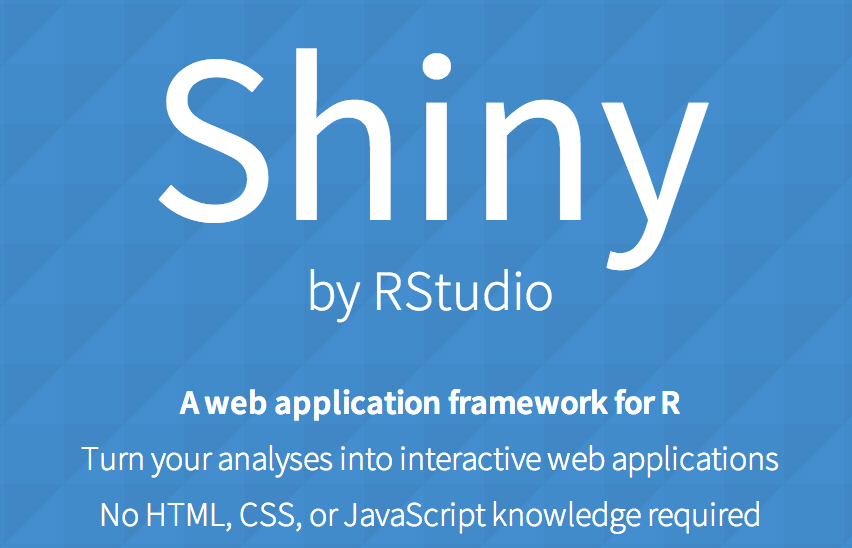 Shiny
by RStudio
A web application framework for R
Turn your analyses into interactive web applications
No HTML, CSS, or JavaScript knowledge required